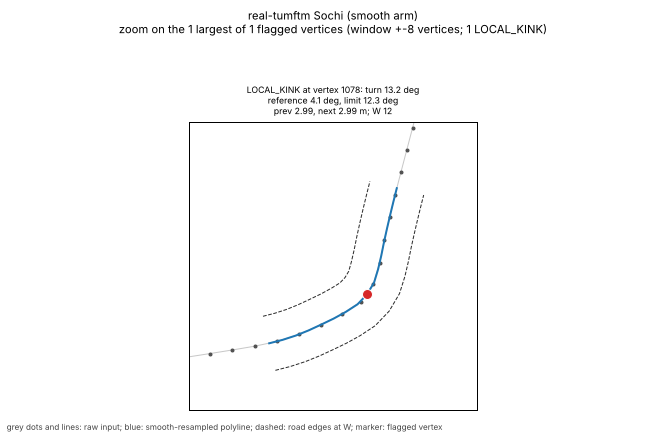 real-tumftm Sochi (smooth arm)
zoom on the 1 largest of 1 flagged vertices (window +-8 vertices; 1 LOCAL_KINK)
LOCAL_KINK at vertex 1078: turn 13.2 deg
reference 4.1 deg, limit 12.3 deg
prev 2.99, next 2.99 m; W 12
grey dots and lines: raw input; blue: smooth-resampled polyline; dashed: road edges at W; marker: flagged vertex